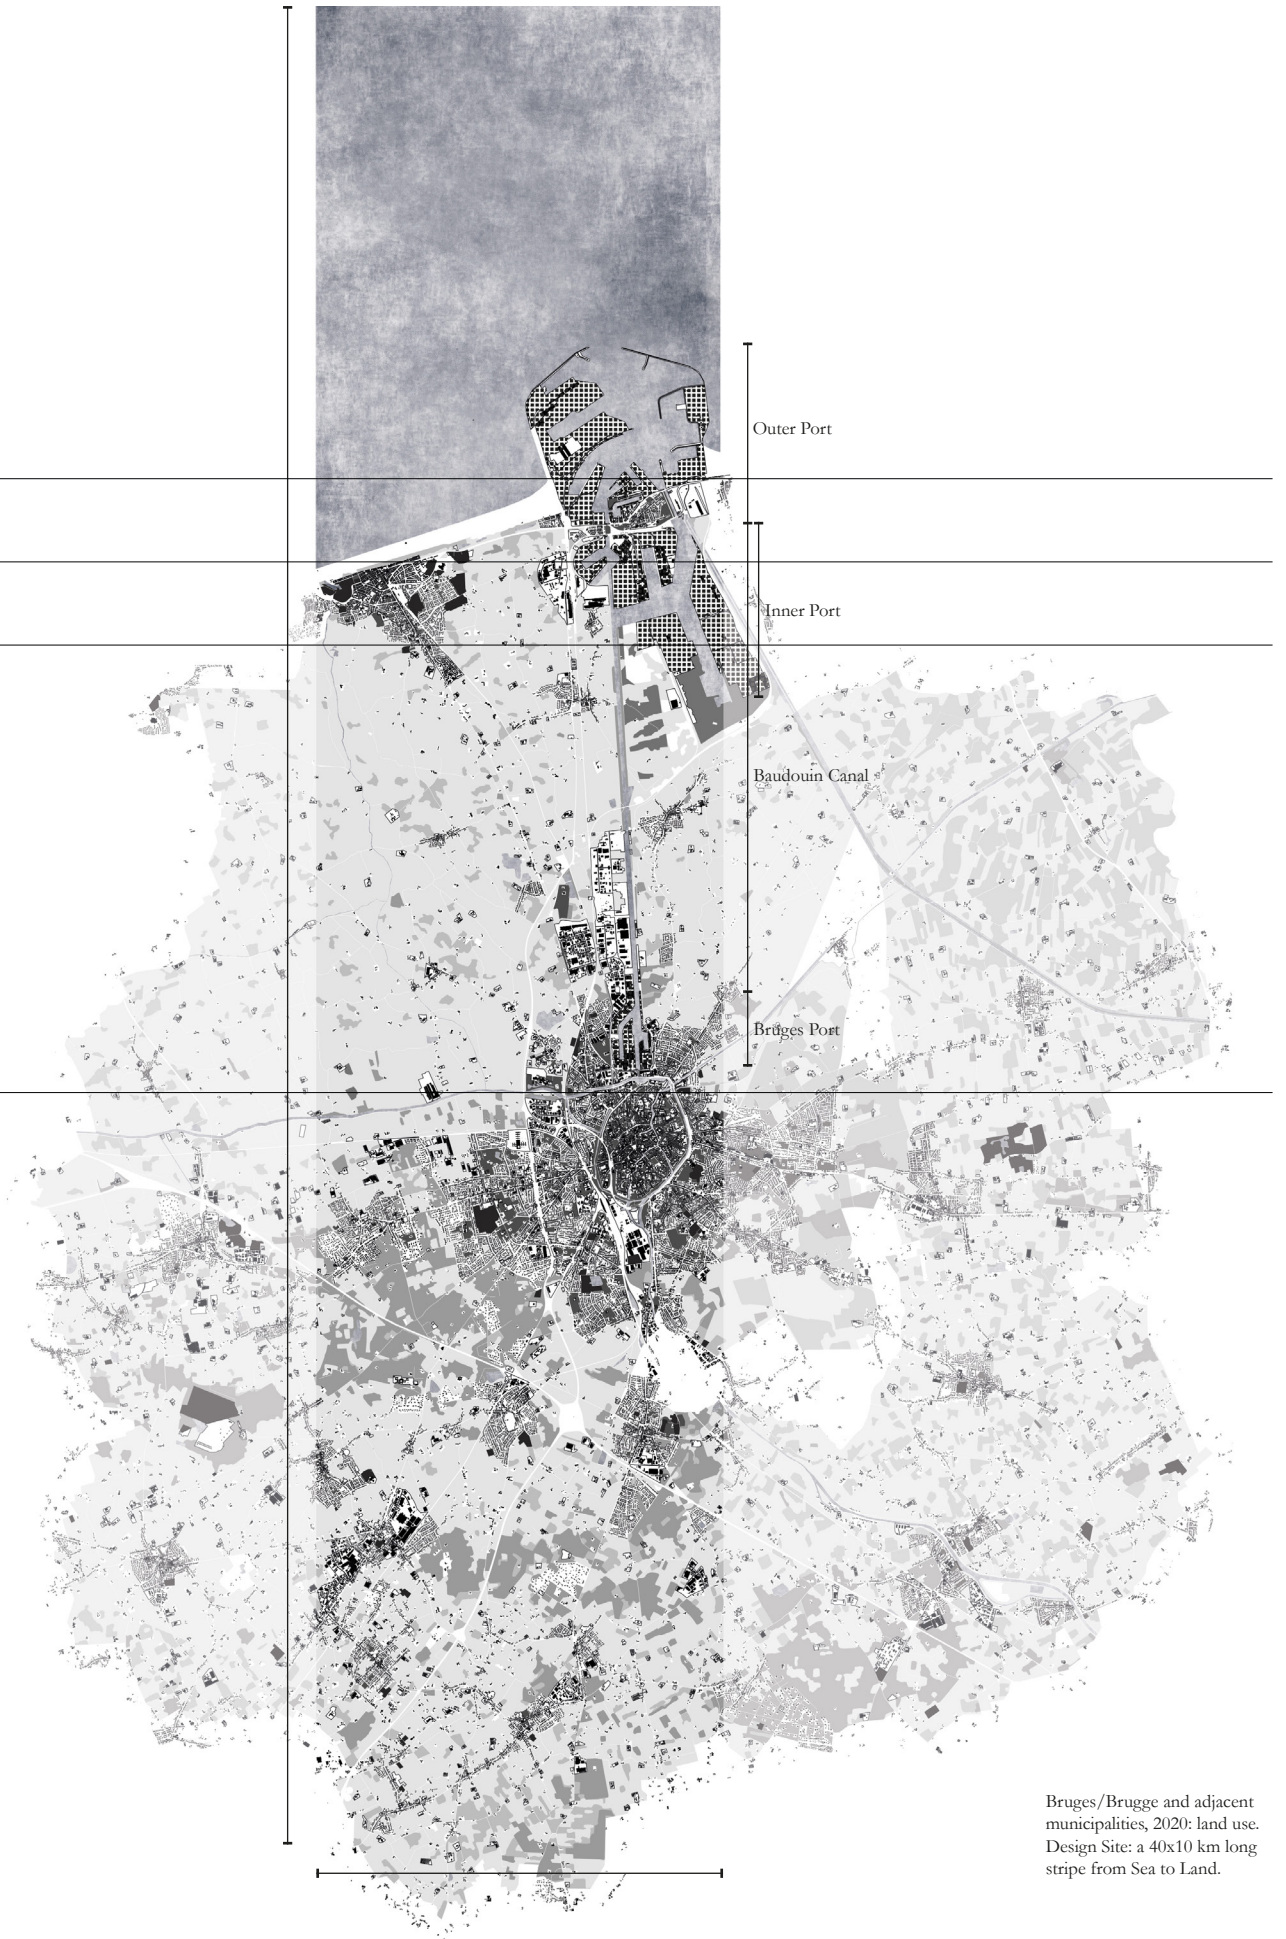 Outer Port
Inner Port
Baudouin Canal
Bruges Port
Bruges/Brugge and adjacent
municipalities, 2020: land use.
Design Site: a 40x10 km long
stripe from Sea to Land.